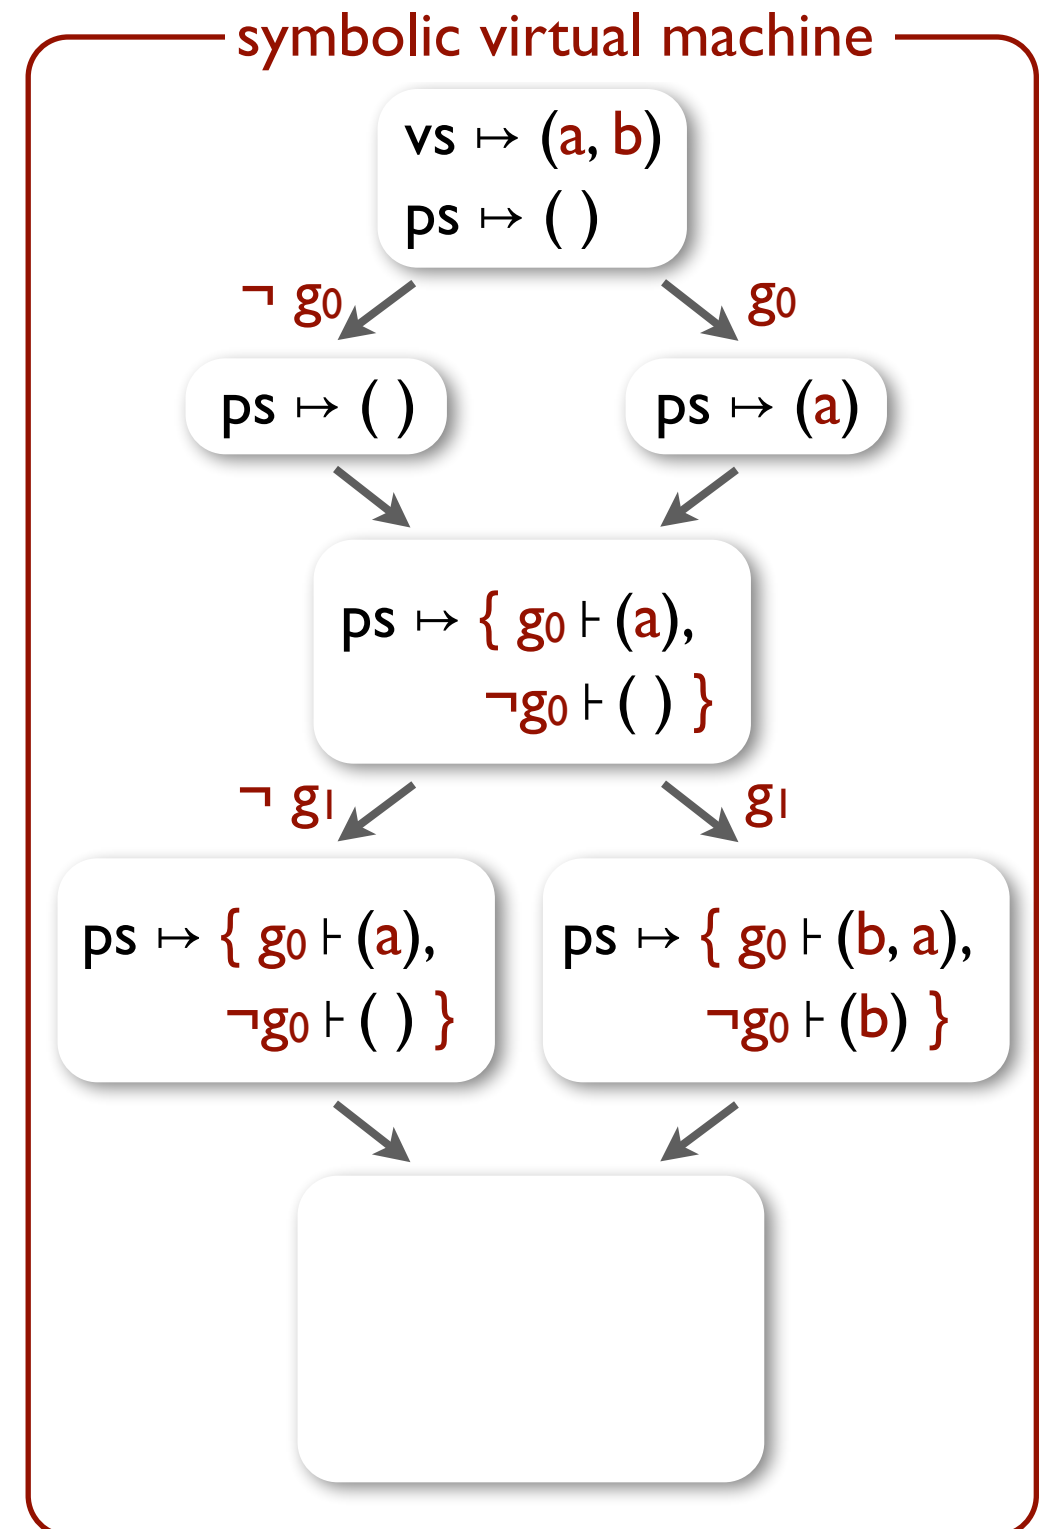 symbolic virtual machine
vs ↦ (a, b)
ps ↦ ( )
¬ g₀
g₀
ps ↦ ( )
ps ↦ (a)
ps ↦ { g₀ ⊦ (a),
¬g₀ ⊦ ( ) }
¬ g₁
g₁
ps ↦ { g₀ ⊦ (a),
¬g₀ ⊦ ( ) }
ps ↦ { g₀ ⊦ (b, a),
¬g₀ ⊦ (b) }